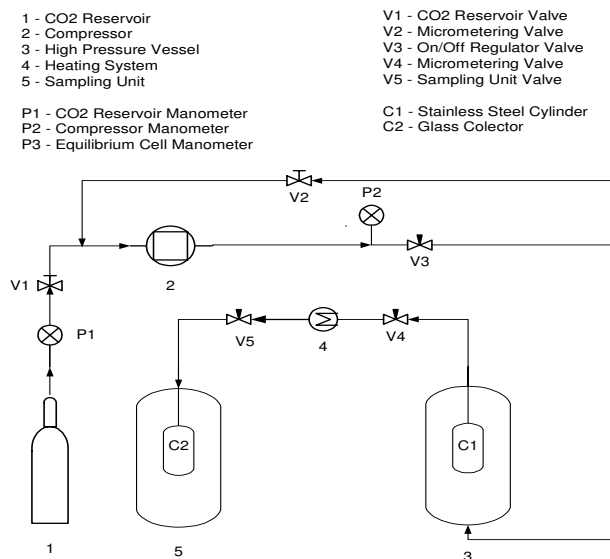 1 - CO2 Reservoir
2 - Compressor
3 - High Pressure Vessel
4 - Heating System
5 - Sampling Unit
P1 - CO2 Reservoir Manometer
P2 - Compressor Manometer
P3 - Equilibrium Cell Manometer
V1 - CO2 Reservoir Valve
V2 - Micrometering Valve
V3 - On/Off Regulator Valve
V4 - Micrometering Valve
V5 - Sampling Unit Valve
C1 - Stainless Steel Cylinder
C2 - Glass Colector
V2
P2
V3
2
V1
P1
V5
4
V4
C2
C1
1
5
3